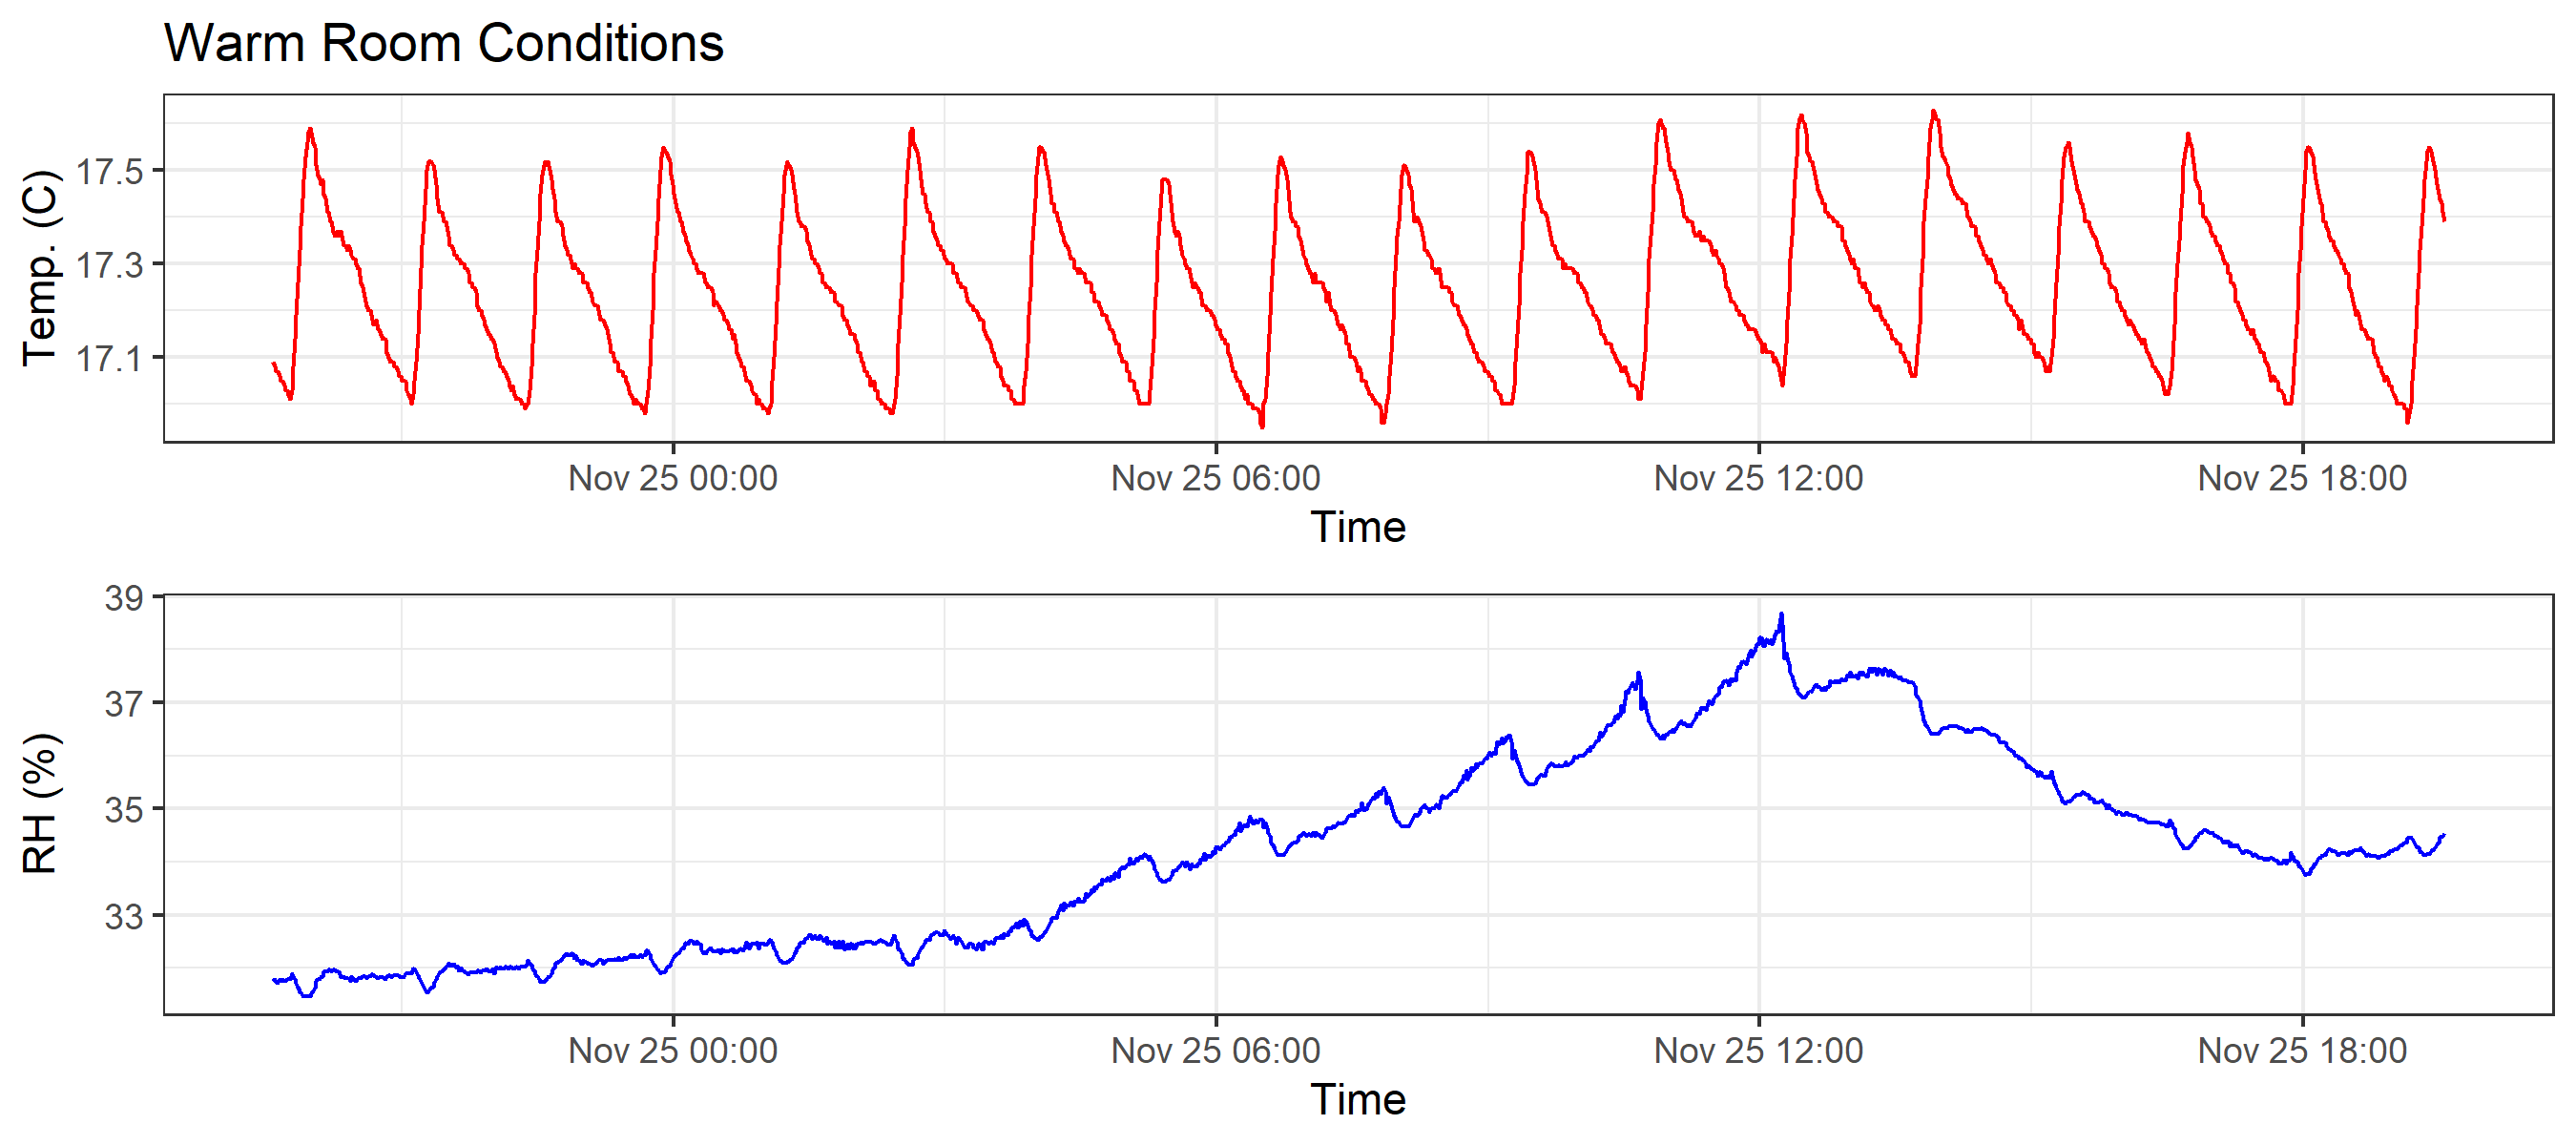 Warm Room Conditions
Temp. (C)
17.5
17.3
17.1
Nov 25 00:00 Nov 25 06:00 Nov 25 12:00 Nov 25 18:00
Time
RH (%)
39
37
35
33
Nov 25 00:00 Nov 25 06:00 Nov 25 12:00 Nov 25 18:00
Time